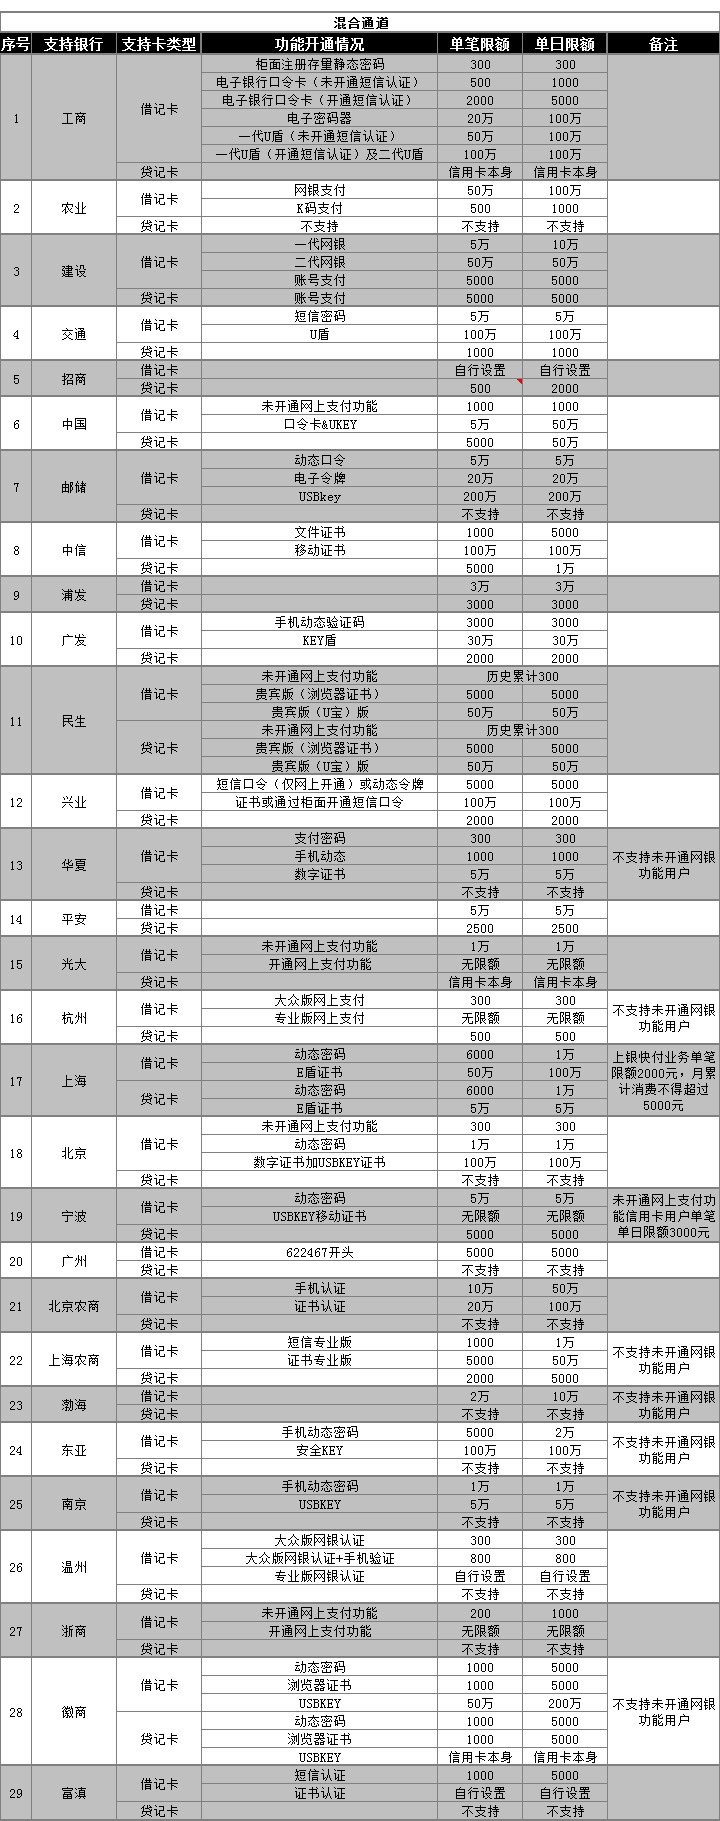 混合通道
序号 支持银行 支持卡类型 功能开通情况 单笔限额 单日限额 备注
1 工商 借记卡 柜面注册存量静态密码 300 300
电子银行口令卡（未开通短信认证） 500 1000
电子银行口令卡（开通短信认证） 2000 5000
电子密码器 20万 100万
一代U盾（未开通短信认证） 50万 100万
一代U盾（开通短信认证）及二代U盾 100万 100万
贷记卡 信用卡本身 信用卡本身
2 农业 借记卡 网银支付 50万 100万
K码支付 500 1000
贷记卡 不支持 不支持 不支持
3 建设 借记卡 一代网银 5万 10万
二代网银 50万 50万
账号支付 5000 5000
贷记卡 账号支付 5000 5000
4 交通 借记卡 短信密码 5万 5万
U盾 100万 100万
贷记卡 1000 1000
5 招商 借记卡 自行设置 自行设置
贷记卡 500 2000
6 中国 借记卡 未开通网上支付功能 1000 1000
口令卡&UKEY 5万 50万
贷记卡 5000 50万
7 邮储 借记卡 动态口令 5万 5万
电子令牌 20万 20万
USBkey 200万 200万
贷记卡 不支持 不支持
8 中信 借记卡 文件证书 1000 5000
移动证书 100万 100万
贷记卡 5000 1万
9 浦发 借记卡 3万 3万
贷记卡 3000 3000
10 广发 借记卡 手机动态验证码 3000 3000
KEY盾 30万 30万
贷记卡 2000 2000
11 民生 借记卡 未开通网上支付功能 历史累计300
贵宾版（浏览器证书） 5000 5000
贵宾版（U宝）版 50万 50万
贷记卡 未开通网上支付功能 历史累计300
贵宾版（浏览器证书） 5000 5000
贵宾版（U宝）版 50万 50万
12 兴业 借记卡 短信口令（仅网上开通）或动态令牌 5000 5000
证书或通过柜面开通短信口令 100万 100万
贷记卡 2000 2000
13 华夏 借记卡 支付密码 300 300 不支持未开通网银功能用户
手机动态 1000 1000
数字证书 5万 5万
贷记卡 不支持 不支持
14 平安 借记卡 5万 5万
贷记卡 2500 2500
15 光大 借记卡 未开通网上支付功能 1万 1万
开通网上支付功能 无限额 无限额
贷记卡 信用卡本身 信用卡本身
16 杭州 借记卡 大众版网上支付 300 300 不支持未开通网银功能用户
专业版网上支付 无限额 无限额
贷记卡 500 500
17 上海 借记卡 动态密码 6000 1万 上银快付业务单笔限额2000元，月累计消费不得超过5000元
E盾证书 50万 100万
贷记卡 动态密码 6000 1万
E盾证书 5万 5万
18 北京 借记卡 未开通网上支付功能 300 300
动态密码 1万 1万
数字证书加USBKEY证书 100万 100万
贷记卡 不支持 不支持
19 宁波 借记卡 动态密码 5万 5万 未开通网上支付功能信用卡用户单笔单日限额3000元
USBKEY移动证书 无限额 无限额
贷记卡 5000 5000
20 广州 借记卡 622467开头 5000 5000
贷记卡 不支持 不支持
21 北京农商 借记卡 手机认证 10万 50万
证书认证 20万 100万
贷记卡 不支持 不支持
22 上海农商 借记卡 短信专业版 1000 1万 不支持未开通网银功能用户
证书专业版 5000 50万
贷记卡 2000 5000
23 渤海 借记卡 2万 10万 不支持未开通网银功能用户
贷记卡 不支持 不支持
24 东亚 借记卡 手机动态密码 5000 2万 不支持未开通网银功能用户
安全KEY 100万 100万
贷记卡 不支持 不支持
25 南京 借记卡 手机动态密码 1万 1万 不支持未开通网银功能用户
USBKEY 5万 5万
贷记卡 不支持 不支持
26 温州 借记卡 大众版网银认证 300 300
大众版网银认证+手机验证 800 800
专业版网银认证 自行设置 自行设置
贷记卡 不支持 不支持
27 浙商 借记卡 未开通网上支付功能 200 1000
开通网上支付功能 无限额 无限额
贷记卡 不支持 不支持
28 徽商 借记卡 动态密码 1000 5000 不支持未开通网银功能用户
浏览器证书 1000 5000
USBKEY 50万 200万
贷记卡 动态密码 1000 5000
浏览器证书 1000 5000
USBKEY 信用卡本身 信用卡本身
29 富滇 借记卡 短信认证 1000 5000
证书认证 自行设置 自行设置
贷记卡 不支持 不支持